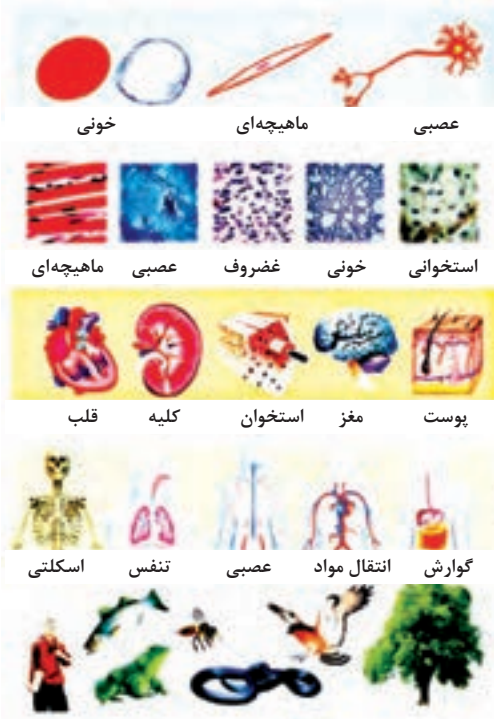 عصبی ماهیچه‌ای خونی
استخوانی خونی غضروف عصبی ماهیچه‌ای
پوست مغز استخوان کلیه قلب
گوارش انتقال مواد عصبی تنفس اسکلتی